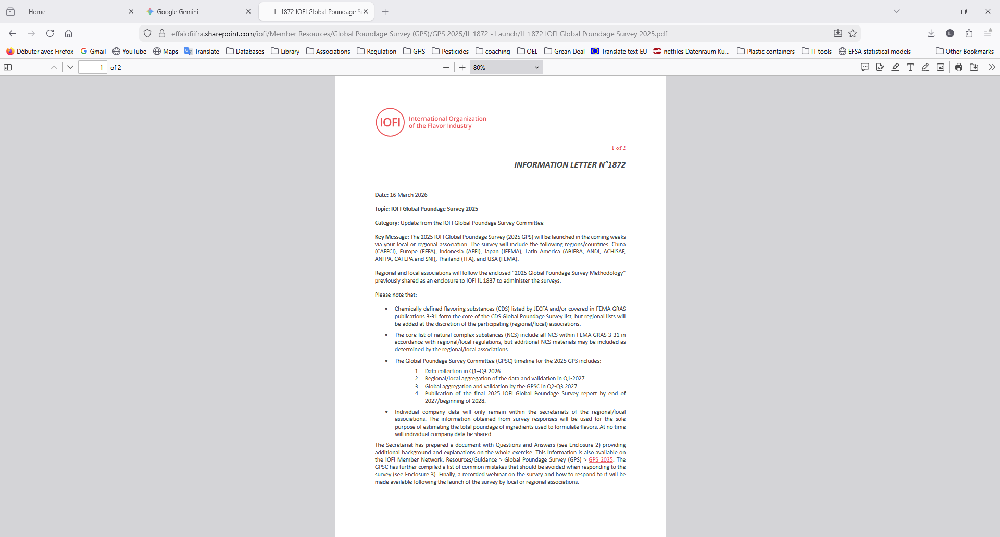 Home
Google Gemini
IL 1872 IOFI Global Poundage S
effaiofiifra.sharepoint.com/iofi/Member Resources/Global Poundage Survey (GPS)/GPS 2025/IL 1872 - Launch/IL 1872 IOFI Global Poundage Survey 2025.pdf
L
Débuter avec Firefox
Gmail
YouTube
Maps
Translate
Databases
Library
Associations
Regulation
GHS
Pesticides
coaching
OEL
Grean Deal
Translate text EU
netfiles Datenraum Ku...
Plastic containers
IT tools
EFSA statistical models
Other Bookmarks
1 of 2
80%
IOFI
International Organization
of the Flavor Industry
1 of 2
INFORMATION LETTER N°1872
Date: 16 March 2026
Topic: IOFI Global Poundage Survey 2025
Category: Update from the IOFI Global Poundage Survey Committee
Key Message: The 2025 IOFI Global Poundage Survey (2025 GPS) will be launched in the coming weeks
via your local or regional association. The survey will include the following regions/countries: China
(CAFFCI), Europe (EFFA), Indonesia (AFFI), Japan (JFFMA), Latin America (ABIFRA, ANDI, ACHISAF,
ANFPA, CAFEPA and SNI), Thailand (TFA), and USA (FEMA).
Regional and local associations will follow the enclosed “2025 Global Poundage Survey Methodology”
previously shared as an enclosure to IOFI IL 1837 to administer the surveys.
Please note that:
• Chemically-defined flavoring substances (CDS) listed by JECFA and/or covered in FEMA GRAS
publications 3-31 form the core of the CDS Global Poundage Survey list, but regional lists will
be added at the discretion of the participating (regional/local) associations.
• The core list of natural complex substances (NCS) include all NCS within FEMA GRAS 3-31 in
accordance with regional/local regulations, but additional NCS materials may be included as
determined by the regional/local associations.
• The Global Poundage Survey Committee (GPSC) timeline for the 2025 GPS includes:
1. Data collection in Q1–Q3 2026
2. Regional/local aggregation of the data and validation in Q1-2027
3. Global aggregation and validation by the GPSC in Q2-Q3 2027
4. Publication of the final 2025 IOFI Global Poundage Survey report by end of
2027/beginning of 2028.
• Individual company data will only remain within the secretariats of the regional/local
associations. The information obtained from survey responses will be used for the sole
purpose of estimating the total poundage of ingredients used to formulate flavors. At no time
will individual company data be shared.
The Secretariat has prepared a document with Questions and Answers (see Enclosure 2) providing
additional background and explanations on the whole exercise. This information is also available on
the IOFI Member Network: Resources/Guidance > Global Poundage Survey (GPS) > GPS 2025. The
GPSC has further compiled a list of common mistakes that should be avoided when responding to the
survey (see Enclosure 3). Finally, a recorded webinar on the survey and how to respond to it will be
made available following the launch of the survey by local or regional associations.